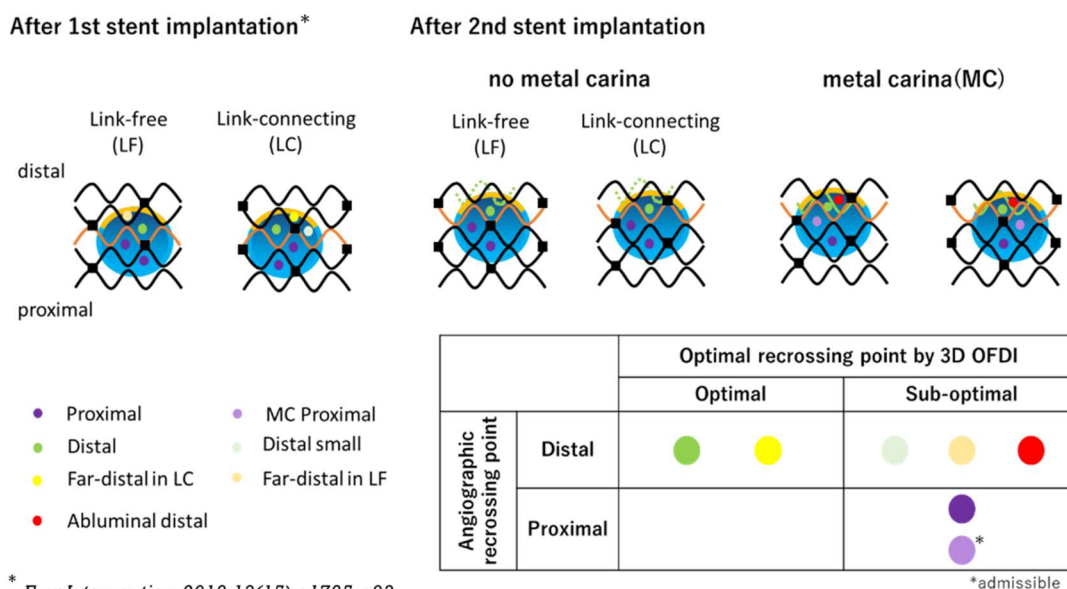 After 1st stent implantation*
After 2nd stent implantation
no metal carina
metal carina(MC)
Link-free
(LF)
Link-connecting
(LC)
Link-free
(LF)
Link-connecting
(LC)
distal
proximal
Proximal
MC Proximal
Distal
Distal small
Far-distal in LC
Far-distal in LF
Abluminal distal
Optimal recrossing point by 3D OFDI
Optimal
Sub-optimal
Angiographic
recrossing point
Distal
Proximal
*
*admissible
*